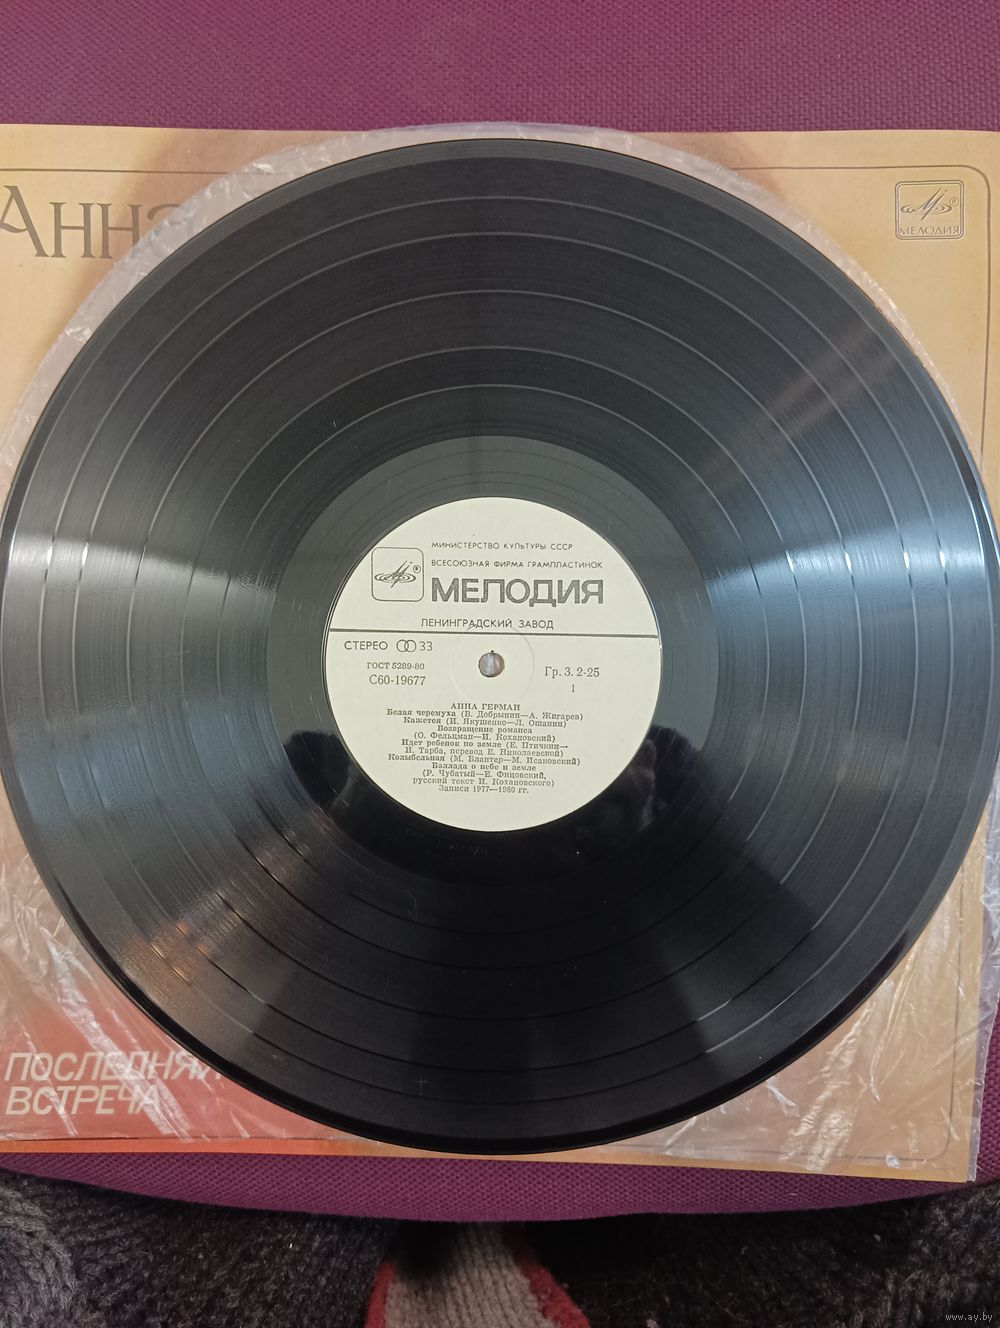 Анна
МЕЛОДИЯ
МИНИСТЕРСТВО КУЛЬТУРЫ СССР
ВСЕСОЮЗНАЯ ФИРМА ГРАМПЛАСТИНОК
МЕЛОДИЯ
ЛЕНИНГРАДСКИЙ ЗАВОД
СТЕРЕО 33
ГОСТ 5289-80
С60-19677
Гр. 3. 2-25
1
АННА ГЕРМАН
Белая черемуха (В. Добрынин—А. Жигарев)
Кажется (И. Якушенко—Л. Ошанин)
Возвращение романса
(О. Фельцман—И. Кохановский)
Идет ребенок по земле (Е. Птичкин—
И. Тарба, перевод Е. Николаевской)
Колыбельная (М. Блантер—М. Исаковский)
Баллада о небе и земле
(Р. Чубатый—Е. Фицовский,
русский текст И. Кохановского)
Записи 1977—1980 гг.
ПОСЛЕДНЯЯ
ВСТРЕЧА
www.ay.by